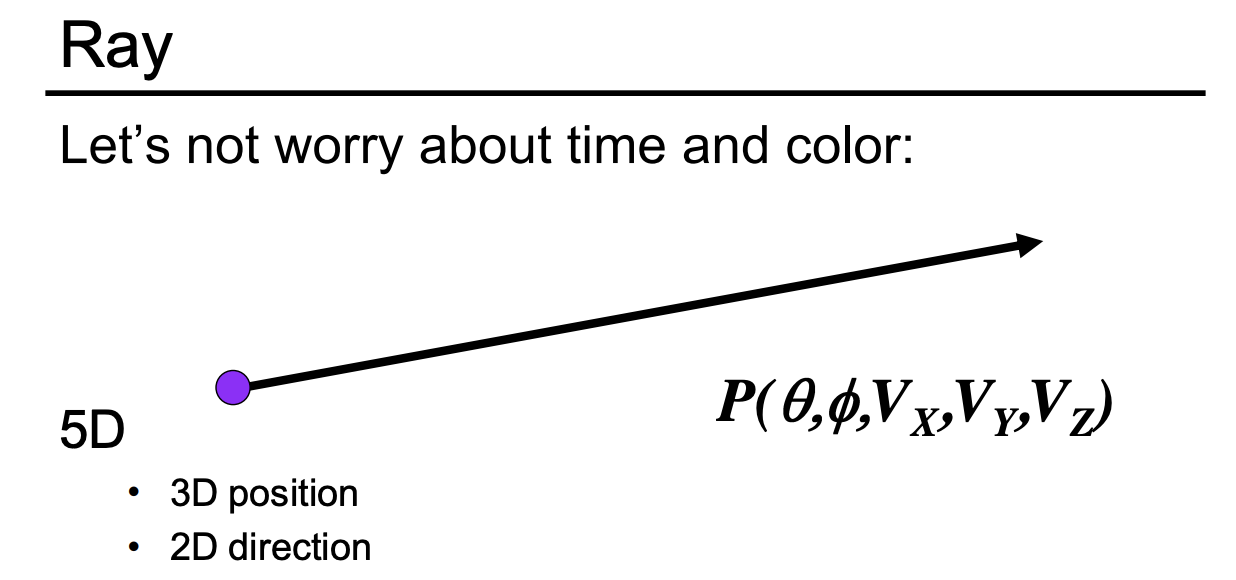 Ray
Let’s not worry about time and color:
P(θ,ϕ,V_X,V_Y,V_Z)
5D
• 3D position
• 2D direction